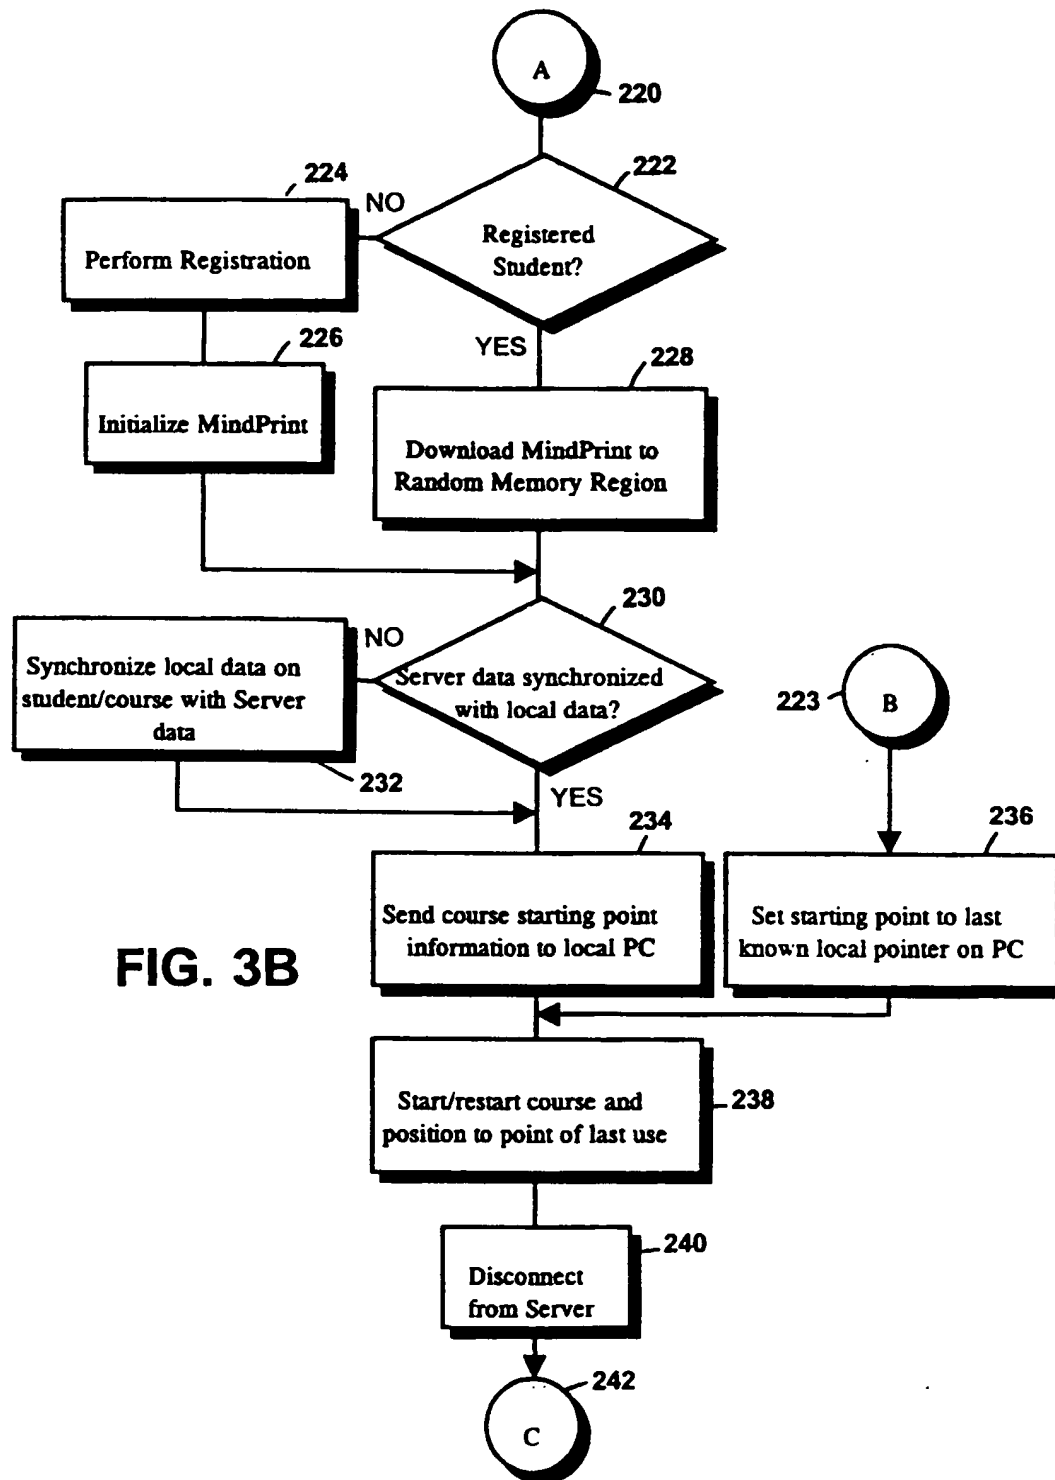 A
220
222
224
NO
Registered
Student?
Perform Registration
226
YES
228
Initialize MindPrint
Download MindPrint to
Random Memory Region
230
NO
Synchronize local data on
student/course with Server
data
Server data synchronized
with local data?
223
B
232
YES
234
236
Send course starting point
information to local PC
Set starting point to last
known local pointer on PC
FIG. 3B
Start/restart course and
position to point of last use
238
240
Disconnect
from Server
242
C